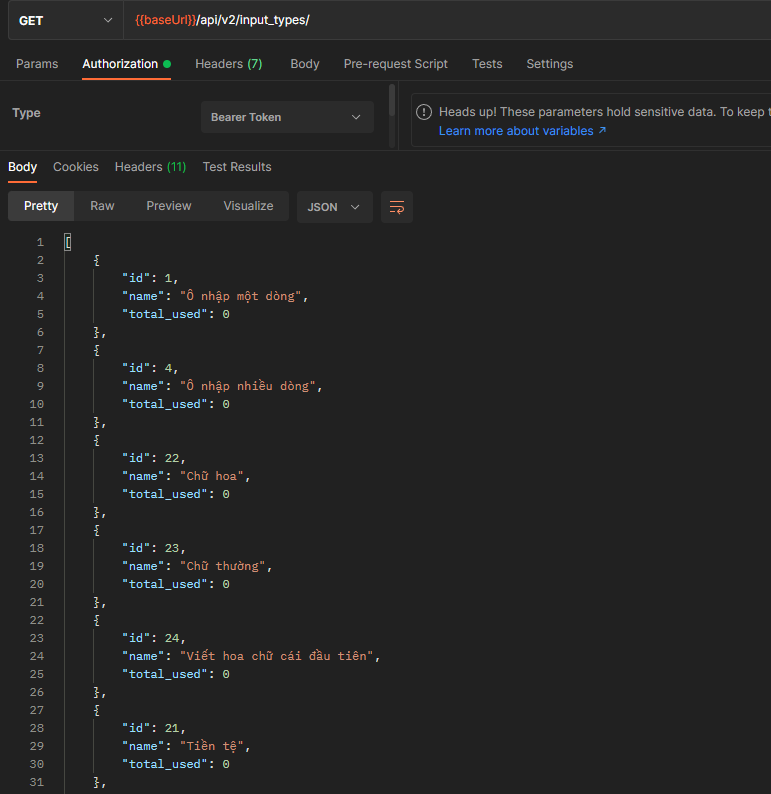 GET {{baseUrl}}/api/v2/input_types/
Params Authorization Headers (7) Body Pre-request Script Tests Settings
Type Bearer Token
Heads up! These parameters hold sensitive data. To keep t
Learn more about variables ↗
Body Cookies Headers (11) Test Results
Pretty Raw Preview Visualize JSON
1 [
2 {
3 "id": 1,
4 "name": "Ô nhập một dòng",
5 "total_used": 0
6 },
7 {
8 "id": 4,
9 "name": "Ô nhập nhiều dòng",
10 "total_used": 0
11 },
12 {
13 "id": 22,
14 "name": "Chữ hoa",
15 "total_used": 0
16 },
17 {
18 "id": 23,
19 "name": "Chữ thường",
20 "total_used": 0
21 },
22 {
23 "id": 24,
24 "name": "Viết hoa chữ cái đầu tiên",
25 "total_used": 0
26 },
27 {
28 "id": 21,
29 "name": "Tiền tệ",
30 "total_used": 0
31 },